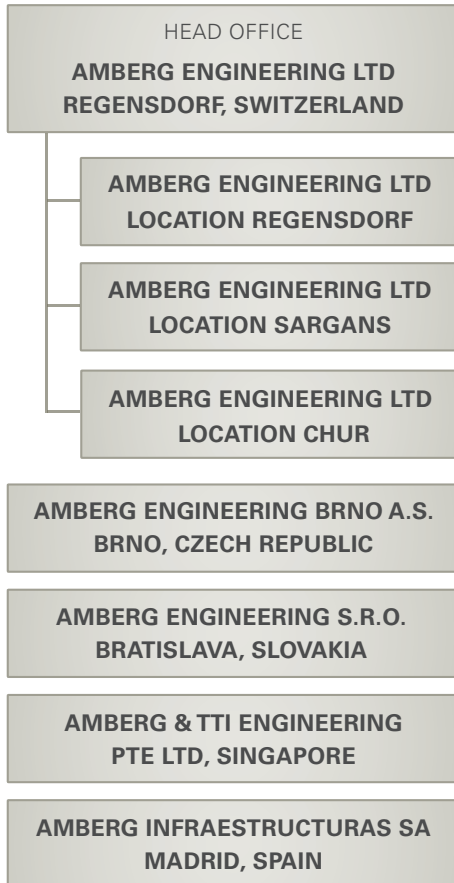 HEAD OFFICE
AMBERG ENGINEERING LTD
REGENSDORF, SWITZERLAND
AMBERG ENGINEERING LTD
LOCATION REGENSDORF
AMBERG ENGINEERING LTD
LOCATION SARGANS
AMBERG ENGINEERING LTD
LOCATION CHUR
AMBERG ENGINEERING BRNO A.S.
BRNO, CZECH REPUBLIC
AMBERG ENGINEERING S.R.O.
BRATISLAVA, SLOVAKIA
AMBERG & TTI ENGINEERING
PTE LTD, SINGAPORE
AMBERG INFRAESTRUCTURAS SA
MADRID, SPAIN